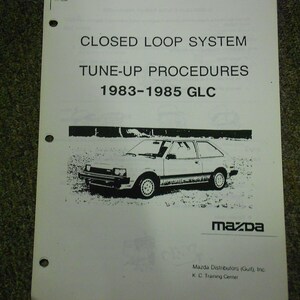 CLOSED LOOP SYSTEM
TUNE-UP PROCEDURES
1983-1985 GLC
mazda
Mazda Distributors (Gulf), Inc.
K. C. Training Center